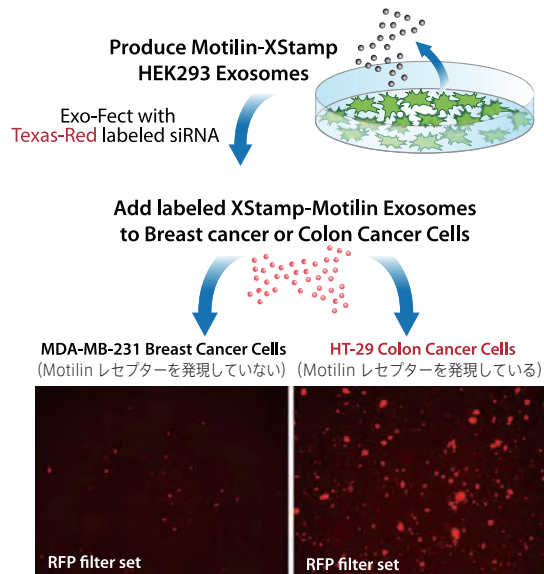 Produce Motilin-XStamp
HEK293 Exosomes
Exo-Fect with
Texas-Red labeled siRNA
Add labeled XStamp-Motilin Exosomes
to Breast cancer or Colon Cancer Cells
MDA-MB-231 Breast Cancer Cells
（Motilin レセプターを発現していない）
HT-29 Colon Cancer Cells
（Motilin レセプターを発現している）
RFP filter set
RFP filter set